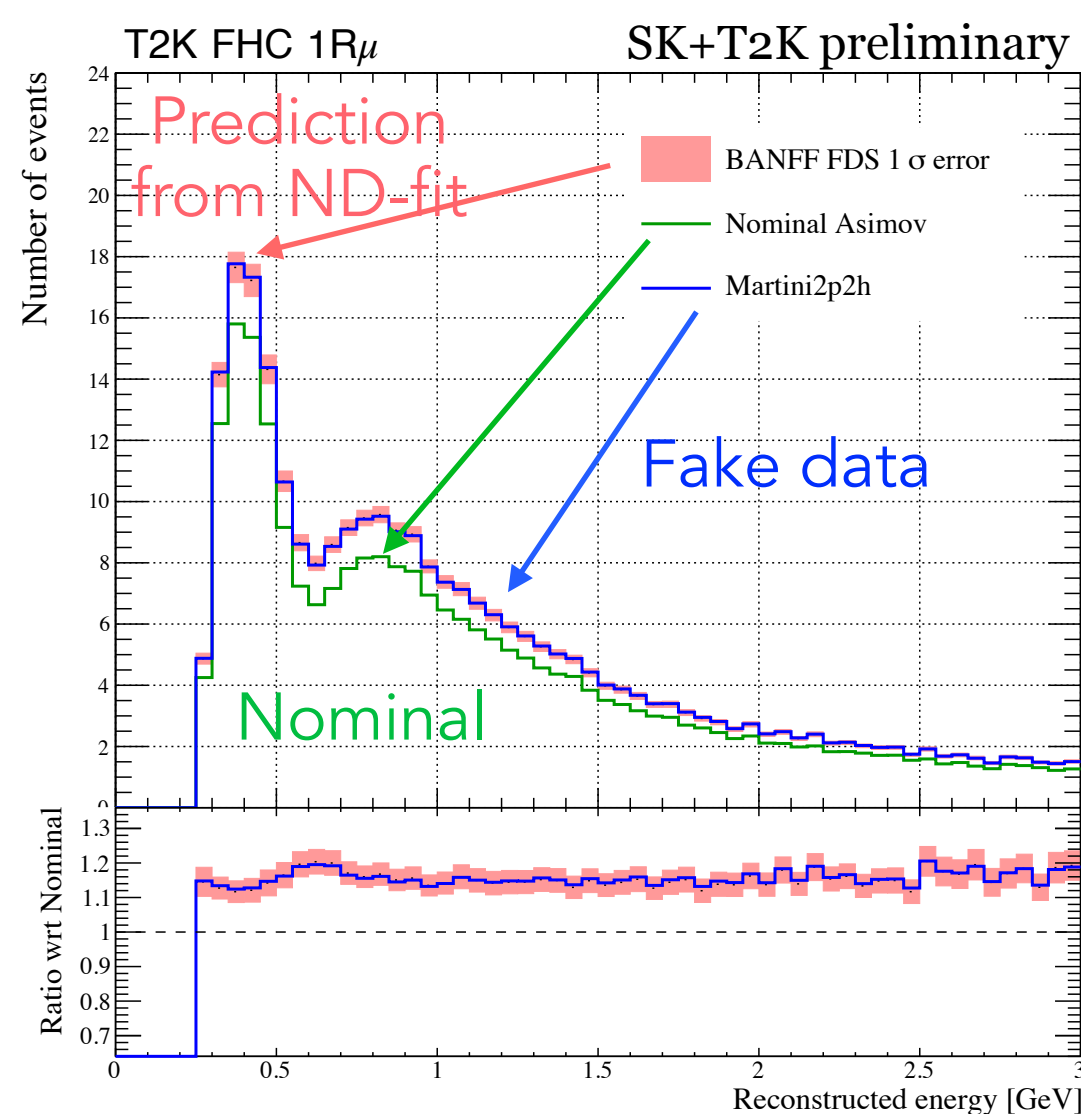 T2K FHC 1Rμ
SK+T2K preliminary
Number of events
24
22
20
18
16
14
12
10
8
6
4
2
0
Prediction
from ND-fit
BANFF FDS 1 σ error
Nominal Asimov
Martini2p2h
Fake data
Nominal
Ratio wrt Nominal
1.3
1.2
1.1
1
0.9
0.8
0.7
0 0.5 1 1.5 2 2.5 3
Reconstructed energy [GeV]